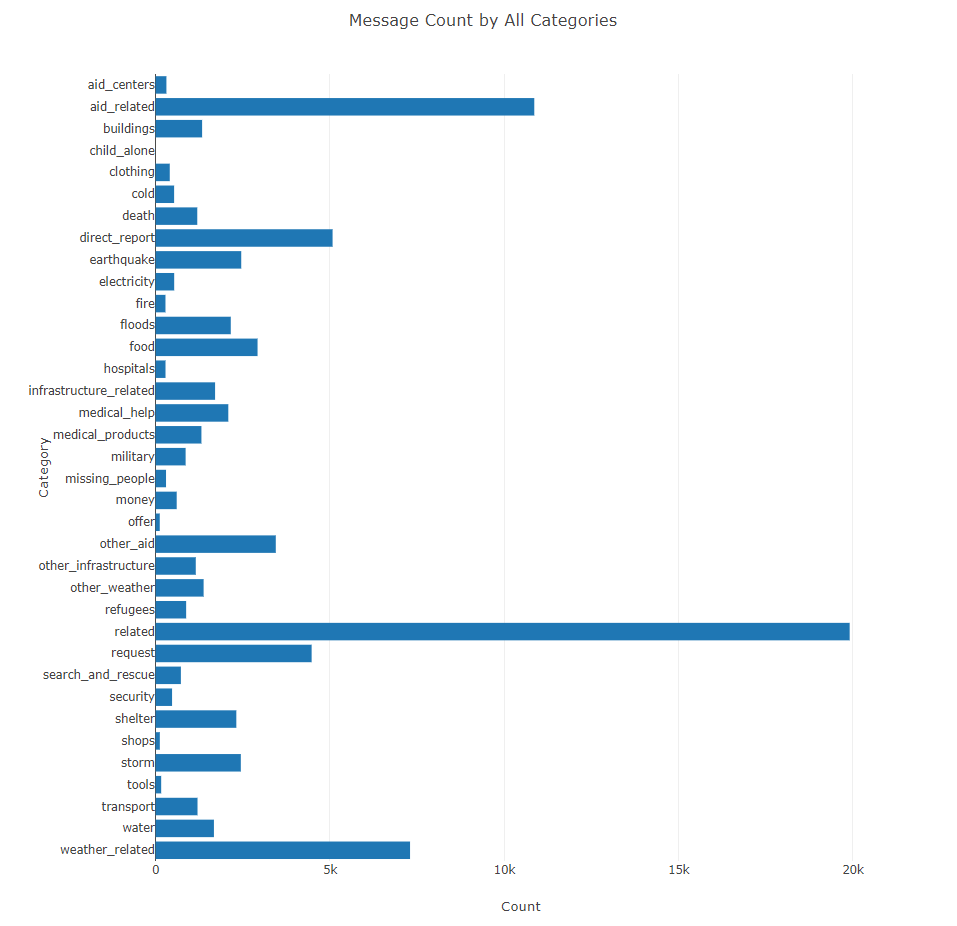 Message Count by All Categories
aid_centers
aid_related
buildings
child_alone
clothing
cold
death
direct_report
earthquake
electricity
fire
floods
food
hospitals
infrastructure_related
medical_help
medical_products
military
missing_people
money
offer
other_aid
other_infrastructure
other_weather
refugees
related
request
search_and_rescue
security
shelter
shops
storm
tools
transport
water
weather_related
Category
0 5k 10k 15k 20k
Count